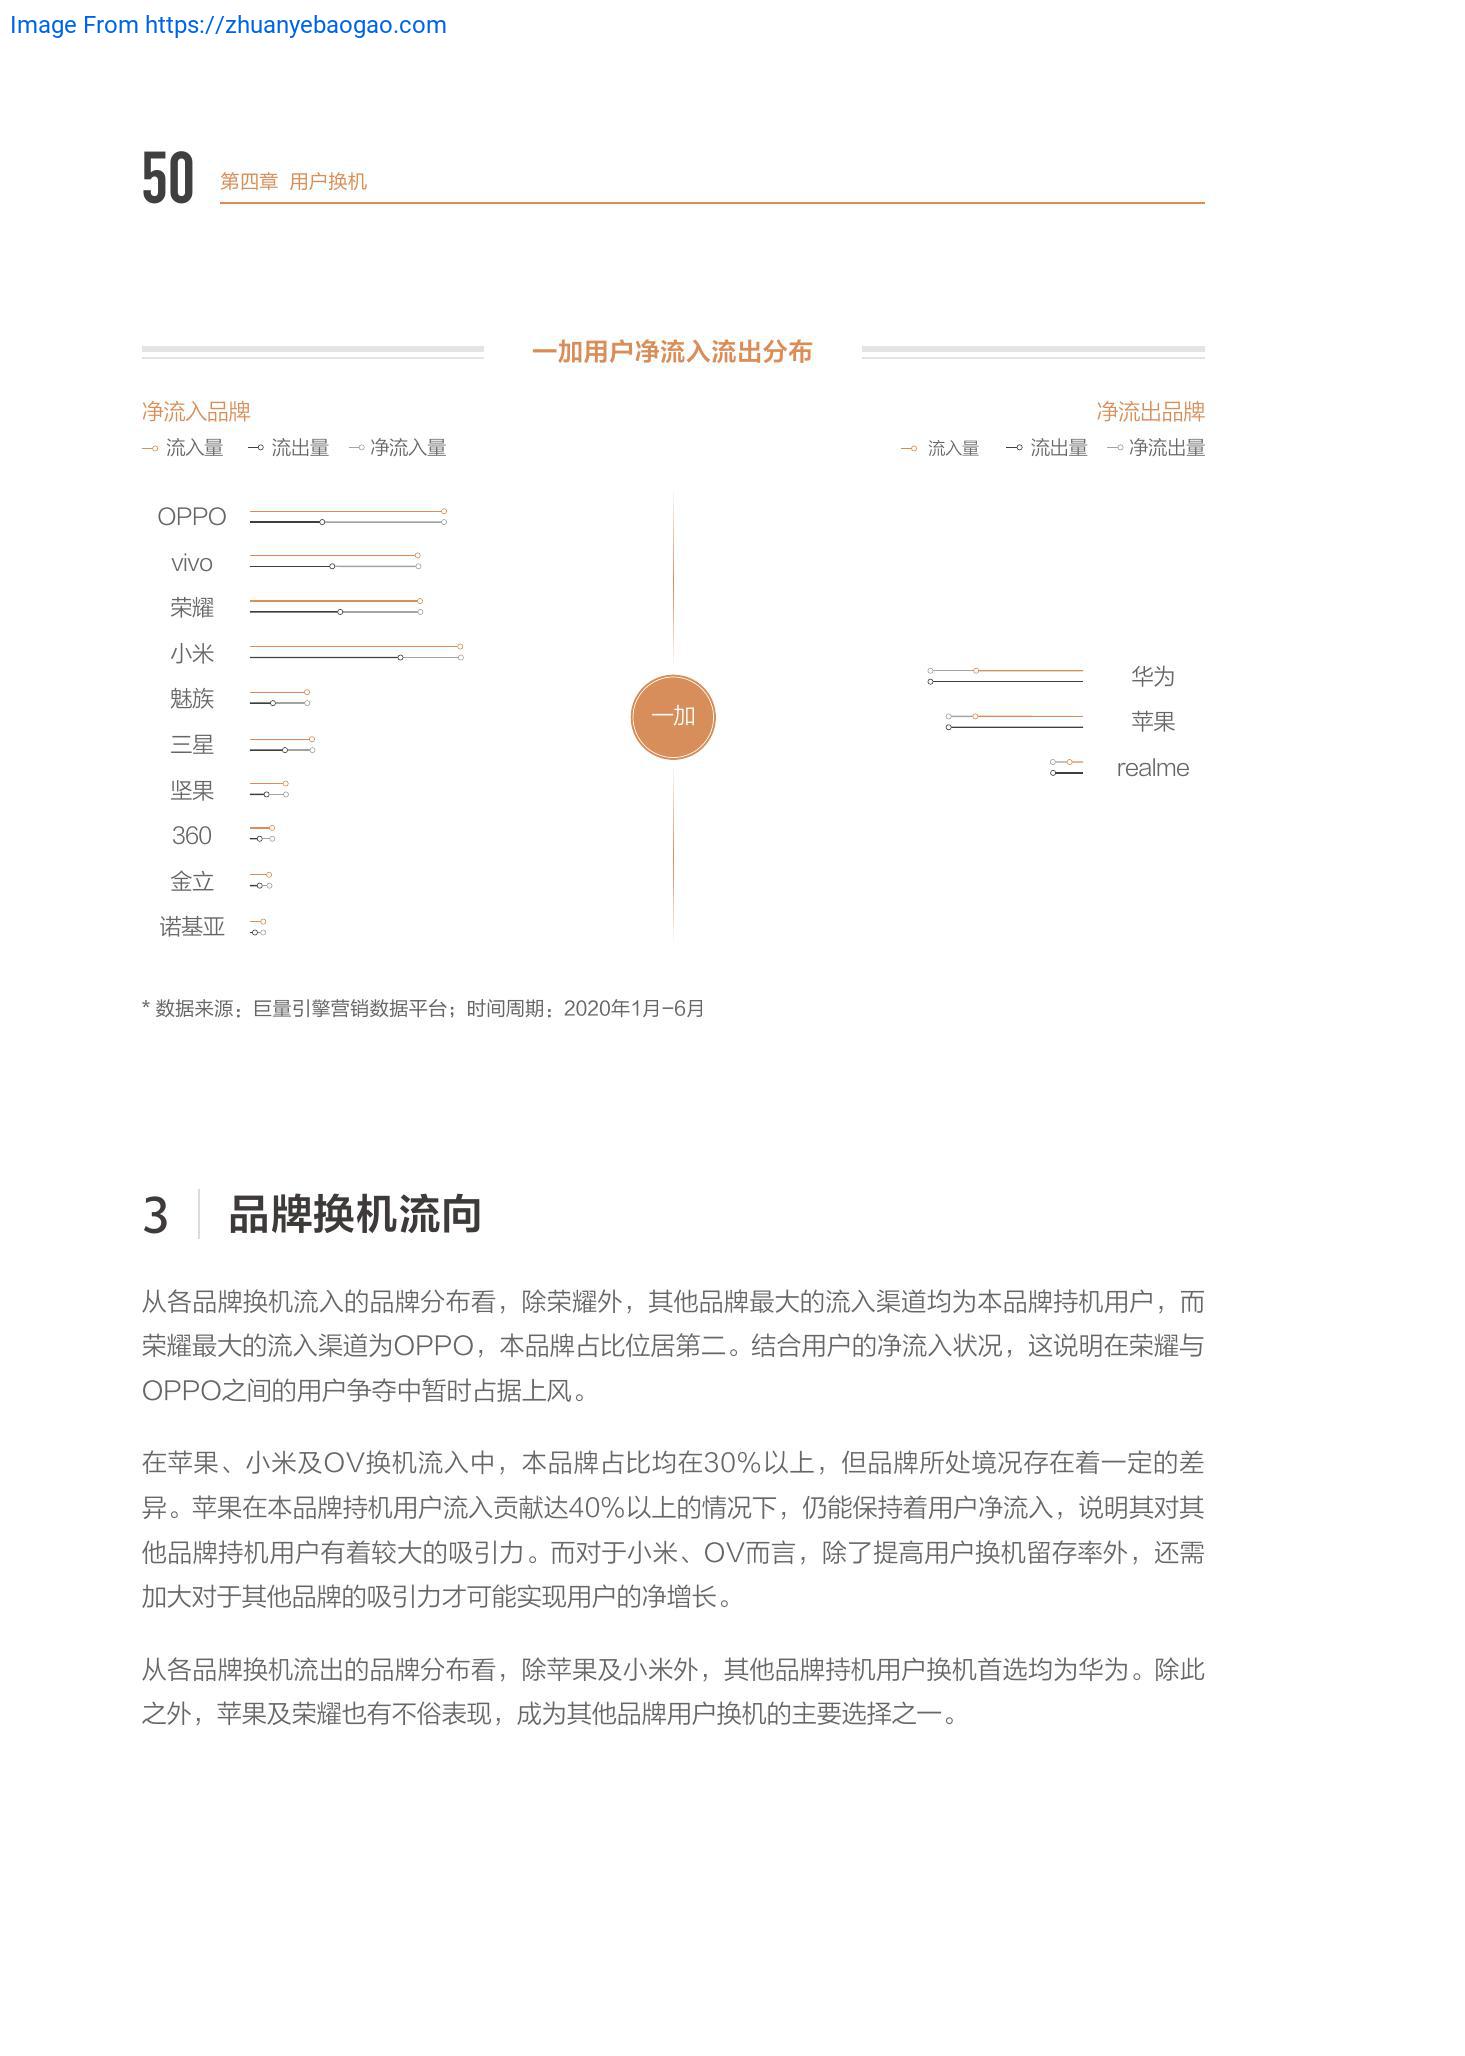 Image From https://zhuanyebaogao.com
50 第四章 用户换机
一加用户净流入流出分布
净流入品牌 净流出品牌
流入量 流出量 净流入量 流入量 流出量 净流出量
OPPO
vivo
荣耀
小米
华为
魅族
一加
苹果
三星
realme
坚果
360
金立
诺基亚
* 数据来源：巨量引擎营销数据平台；时间周期：2020年1月-6月
3 品牌换机流向
从各品牌换机流入的品牌分布看，除荣耀外，其他品牌最大的流入渠道均为本品牌持机用户，而
荣耀最大的流入渠道为OPPO，本品牌占比位居第二。结合用户的净流入状况，这说明在荣耀与
OPPO之间的用户争夺中暂时占据上风。
在苹果、小米及OV换机流入中，本品牌占比均在30%以上，但品牌所处境况存在着一定的差
异。苹果在本品牌持机用户流入贡献达40%以上的情况下，仍能保持着用户净流入，说明其对其
他品牌持机用户有着较大的吸引力。而对于小米、OV而言，除了提高用户换机留存率外，还需
加大对于其他品牌的吸引力才可能实现用户的净增长。
从各品牌换机流出的品牌分布看，除苹果及小米外，其他品牌持机用户换机首选均为华为。除此
之外，苹果及荣耀也有不俗表现，成为其他品牌用户换机的主要选择之一。